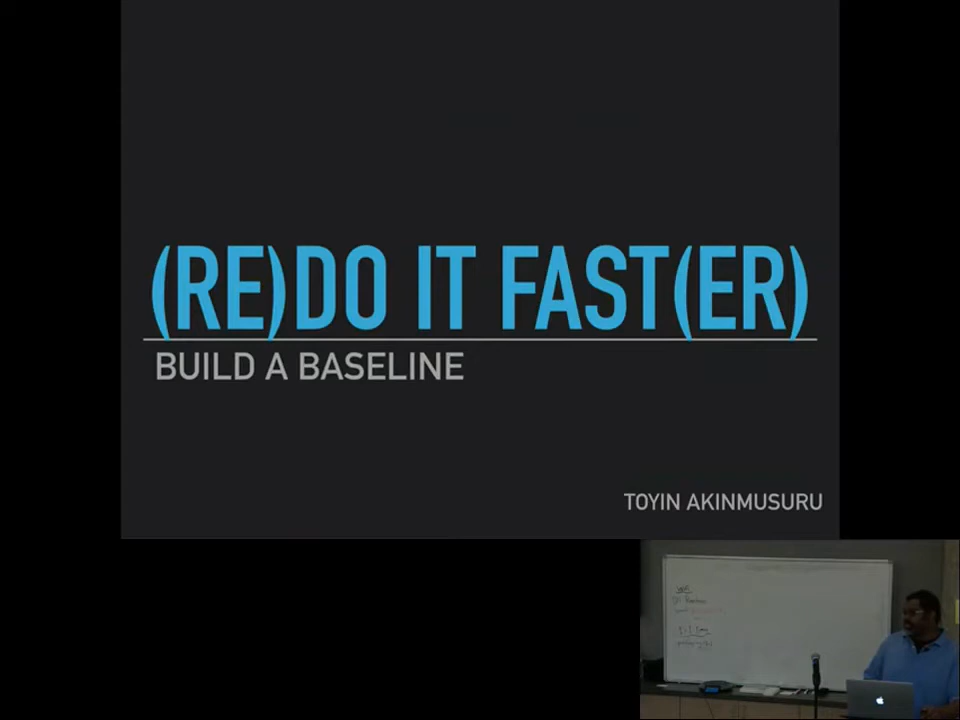 (RE)DO IT FAST(ER)
BUILD A BASELINE
TOYIN AKINMUSURU